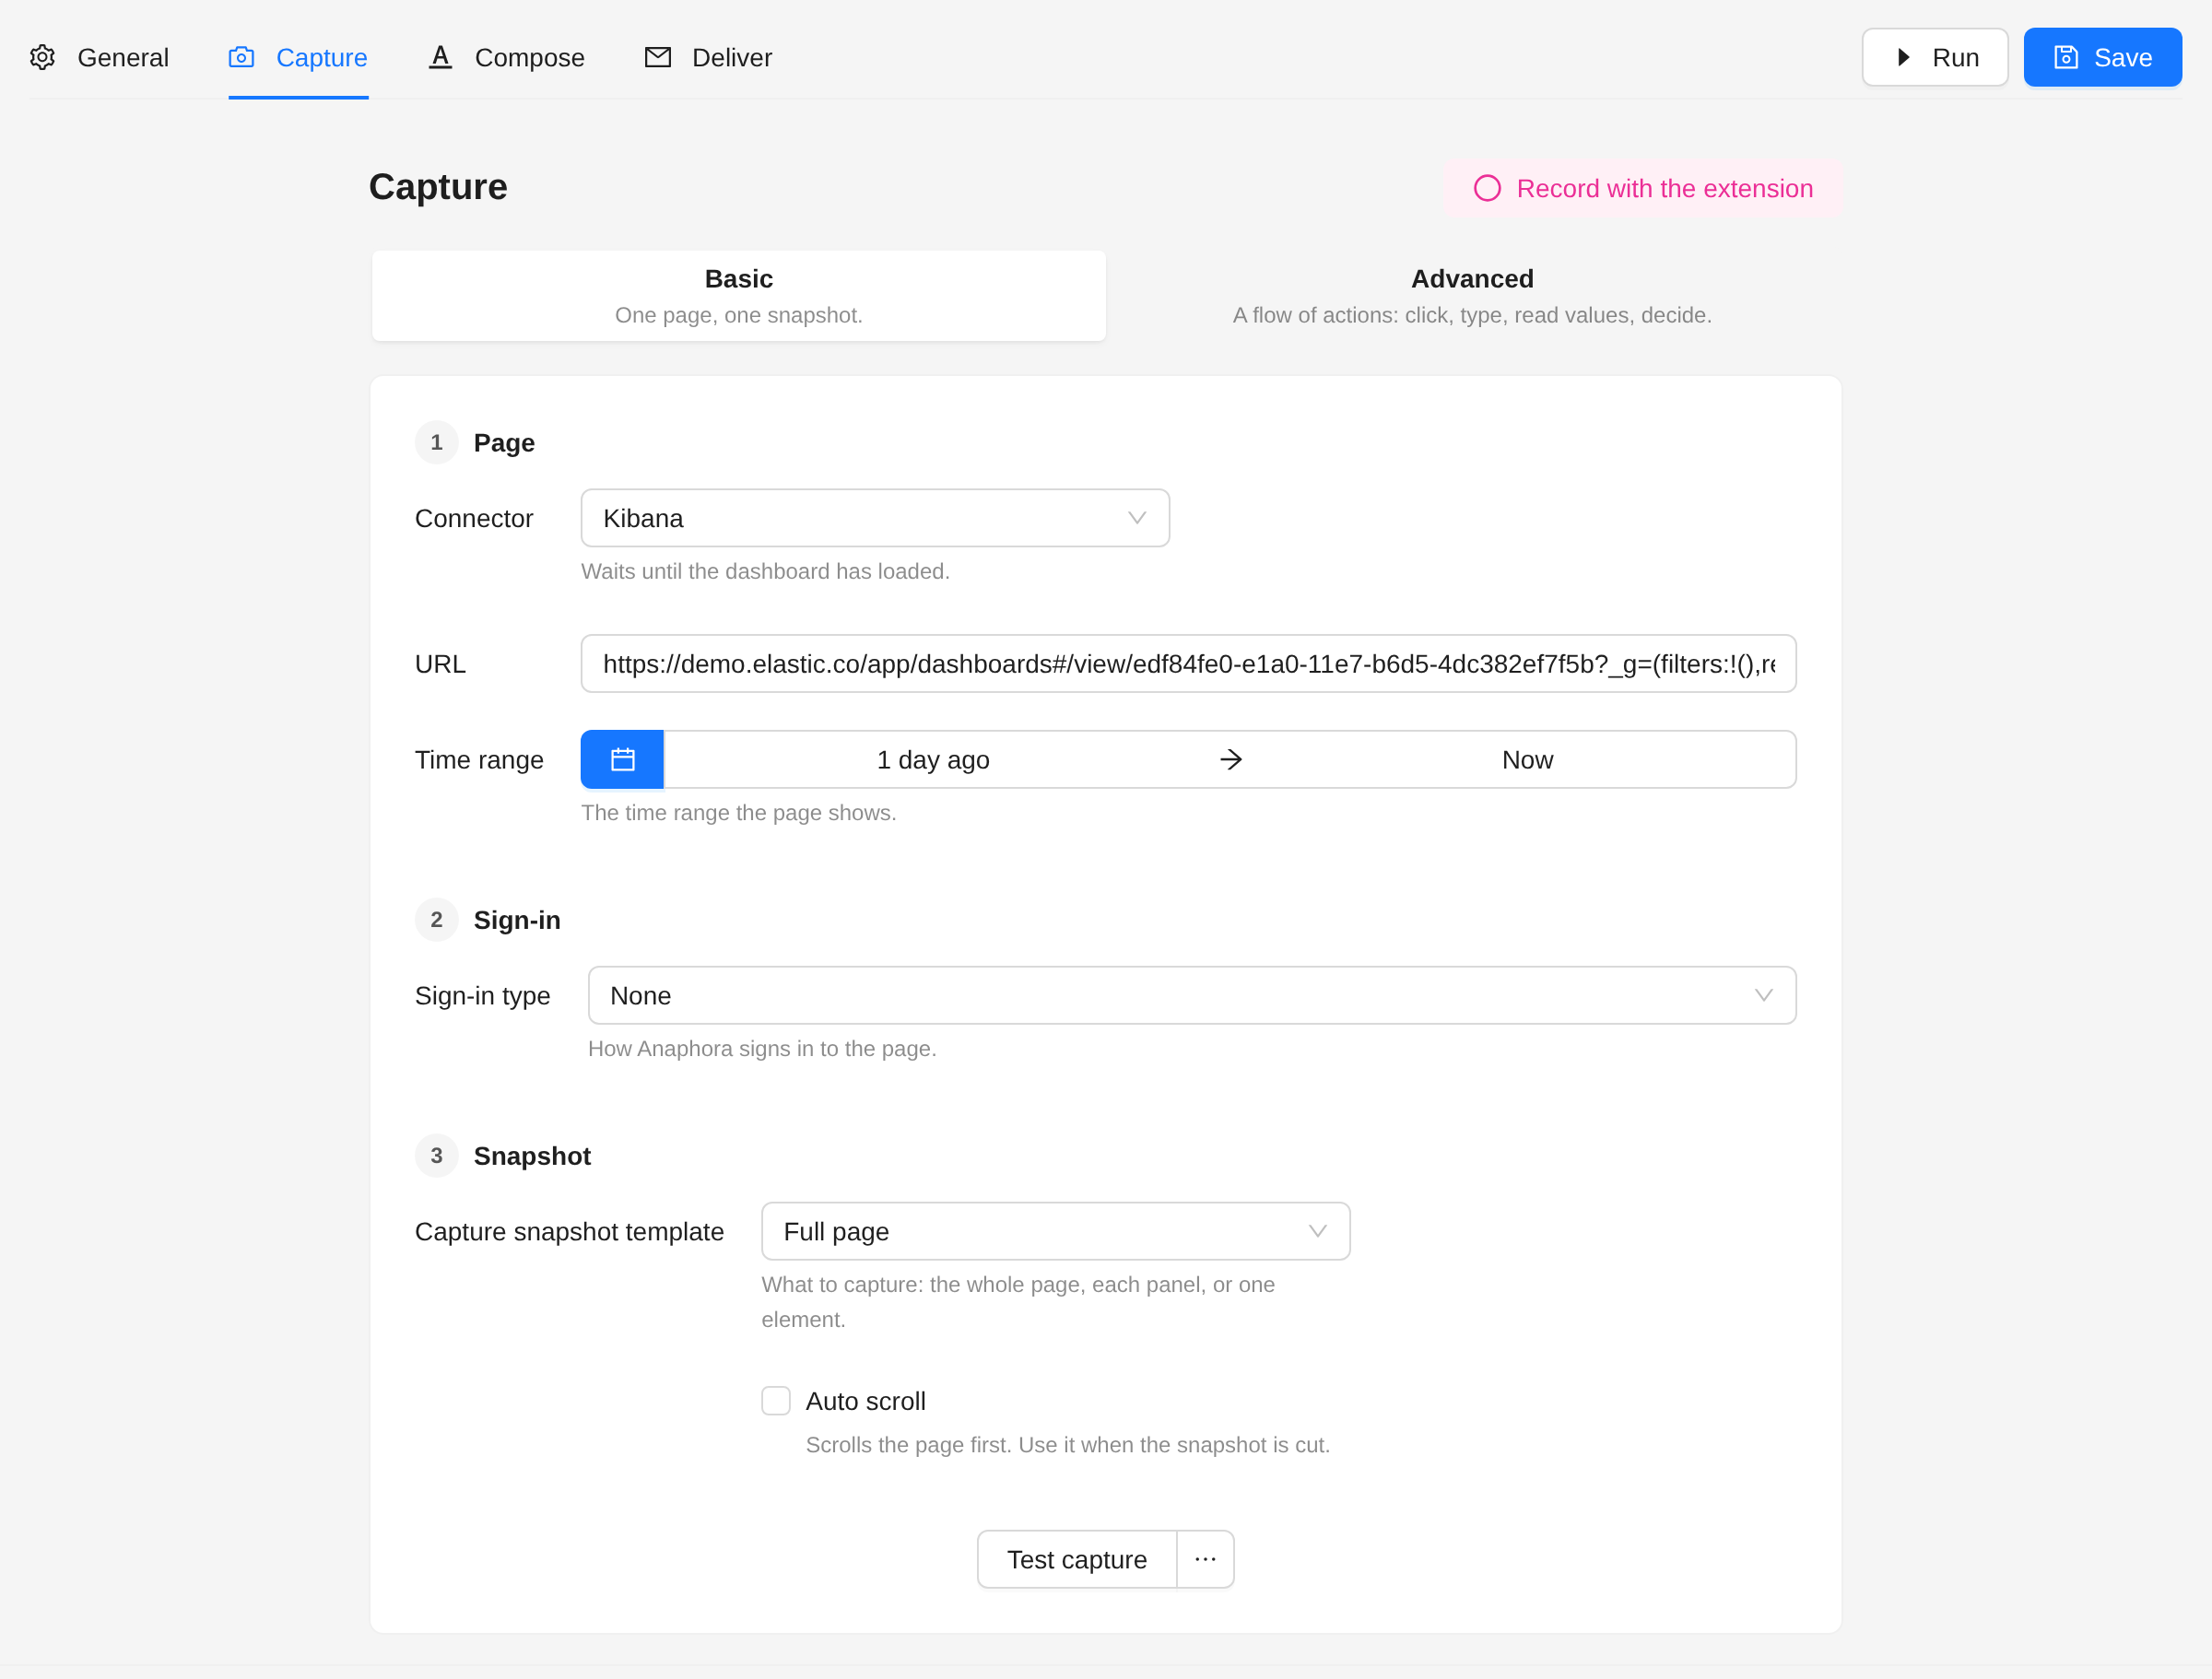 General
Capture
Compose
Deliver
Run
Save
Capture
Record with the extension
Basic
One page, one snapshot.
Advanced
A flow of actions: click, type, read values, decide.
1 Page
Connector
Kibana
Waits until the dashboard has loaded.
URL
https://demo.elastic.co/app/dashboards#/view/edf84fe0-e1a0-11e7-b6d5-4dc382ef7f5b?_g=(filters:!(),re
Time range
1 day ago
Now
The time range the page shows.
2 Sign-in
Sign-in type
None
How Anaphora signs in to the page.
3 Snapshot
Capture snapshot template
Full page
What to capture: the whole page, each panel, or one
element.
Auto scroll
Scrolls the page first. Use it when the snapshot is cut.
Test capture